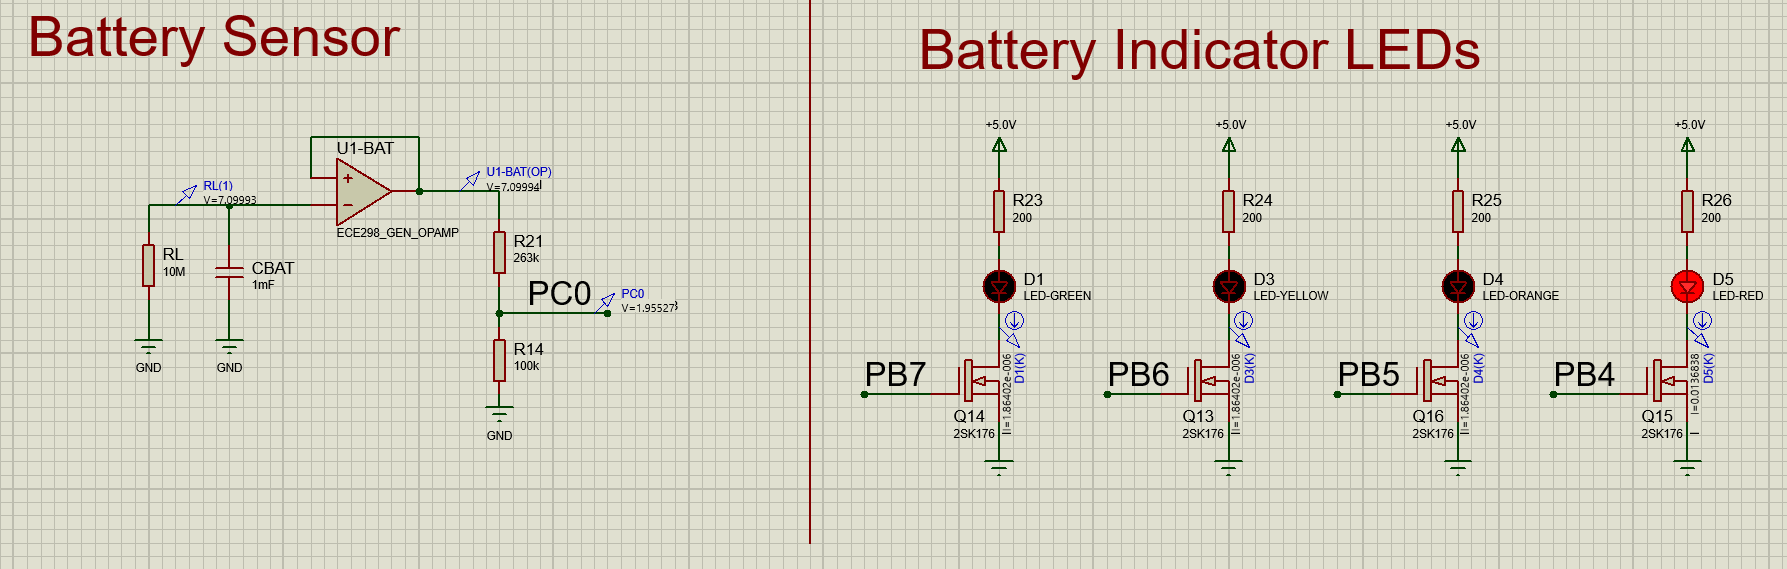 Battery Sensor
U1-BAT
+
−
ECE298_GEN_OPAMP
RL(1)
V=7.09993
U1-BAT(OP)
V=7.09994
RL
10M
CBAT
1mF
R21
263k
PC0
PC0
V=1.95527
R14
100k
GND
GND
GND
Battery Indicator LEDs
+5.0V
R23
200
D1
LED-GREEN
D1(K)
I=1.86402e-006
PB7
Q14
2SK176
+5.0V
R24
200
D3
LED-YELLOW
D3(K)
I=1.86402e-006
PB6
Q13
2SK176
+5.0V
R25
200
D4
LED-ORANGE
D4(K)
I=1.86402e-006
PB5
Q16
2SK176
+5.0V
R26
200
D5
LED-RED
D5(K)
I=0.0136838
PB4
Q15
2SK176